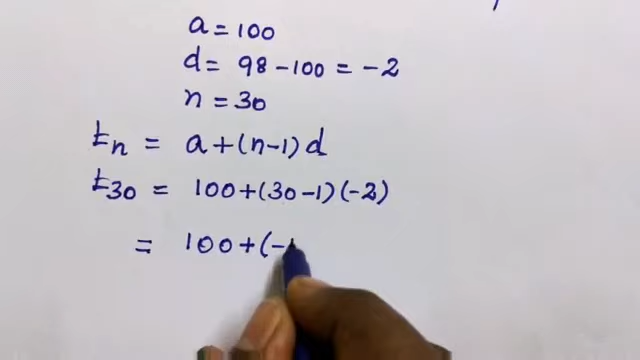 a = 100
d = 98 - 100 = -2
n = 30
tn = a + (n-1) d
t30 = 100 + (30-1) (-2)
= 100 + (-